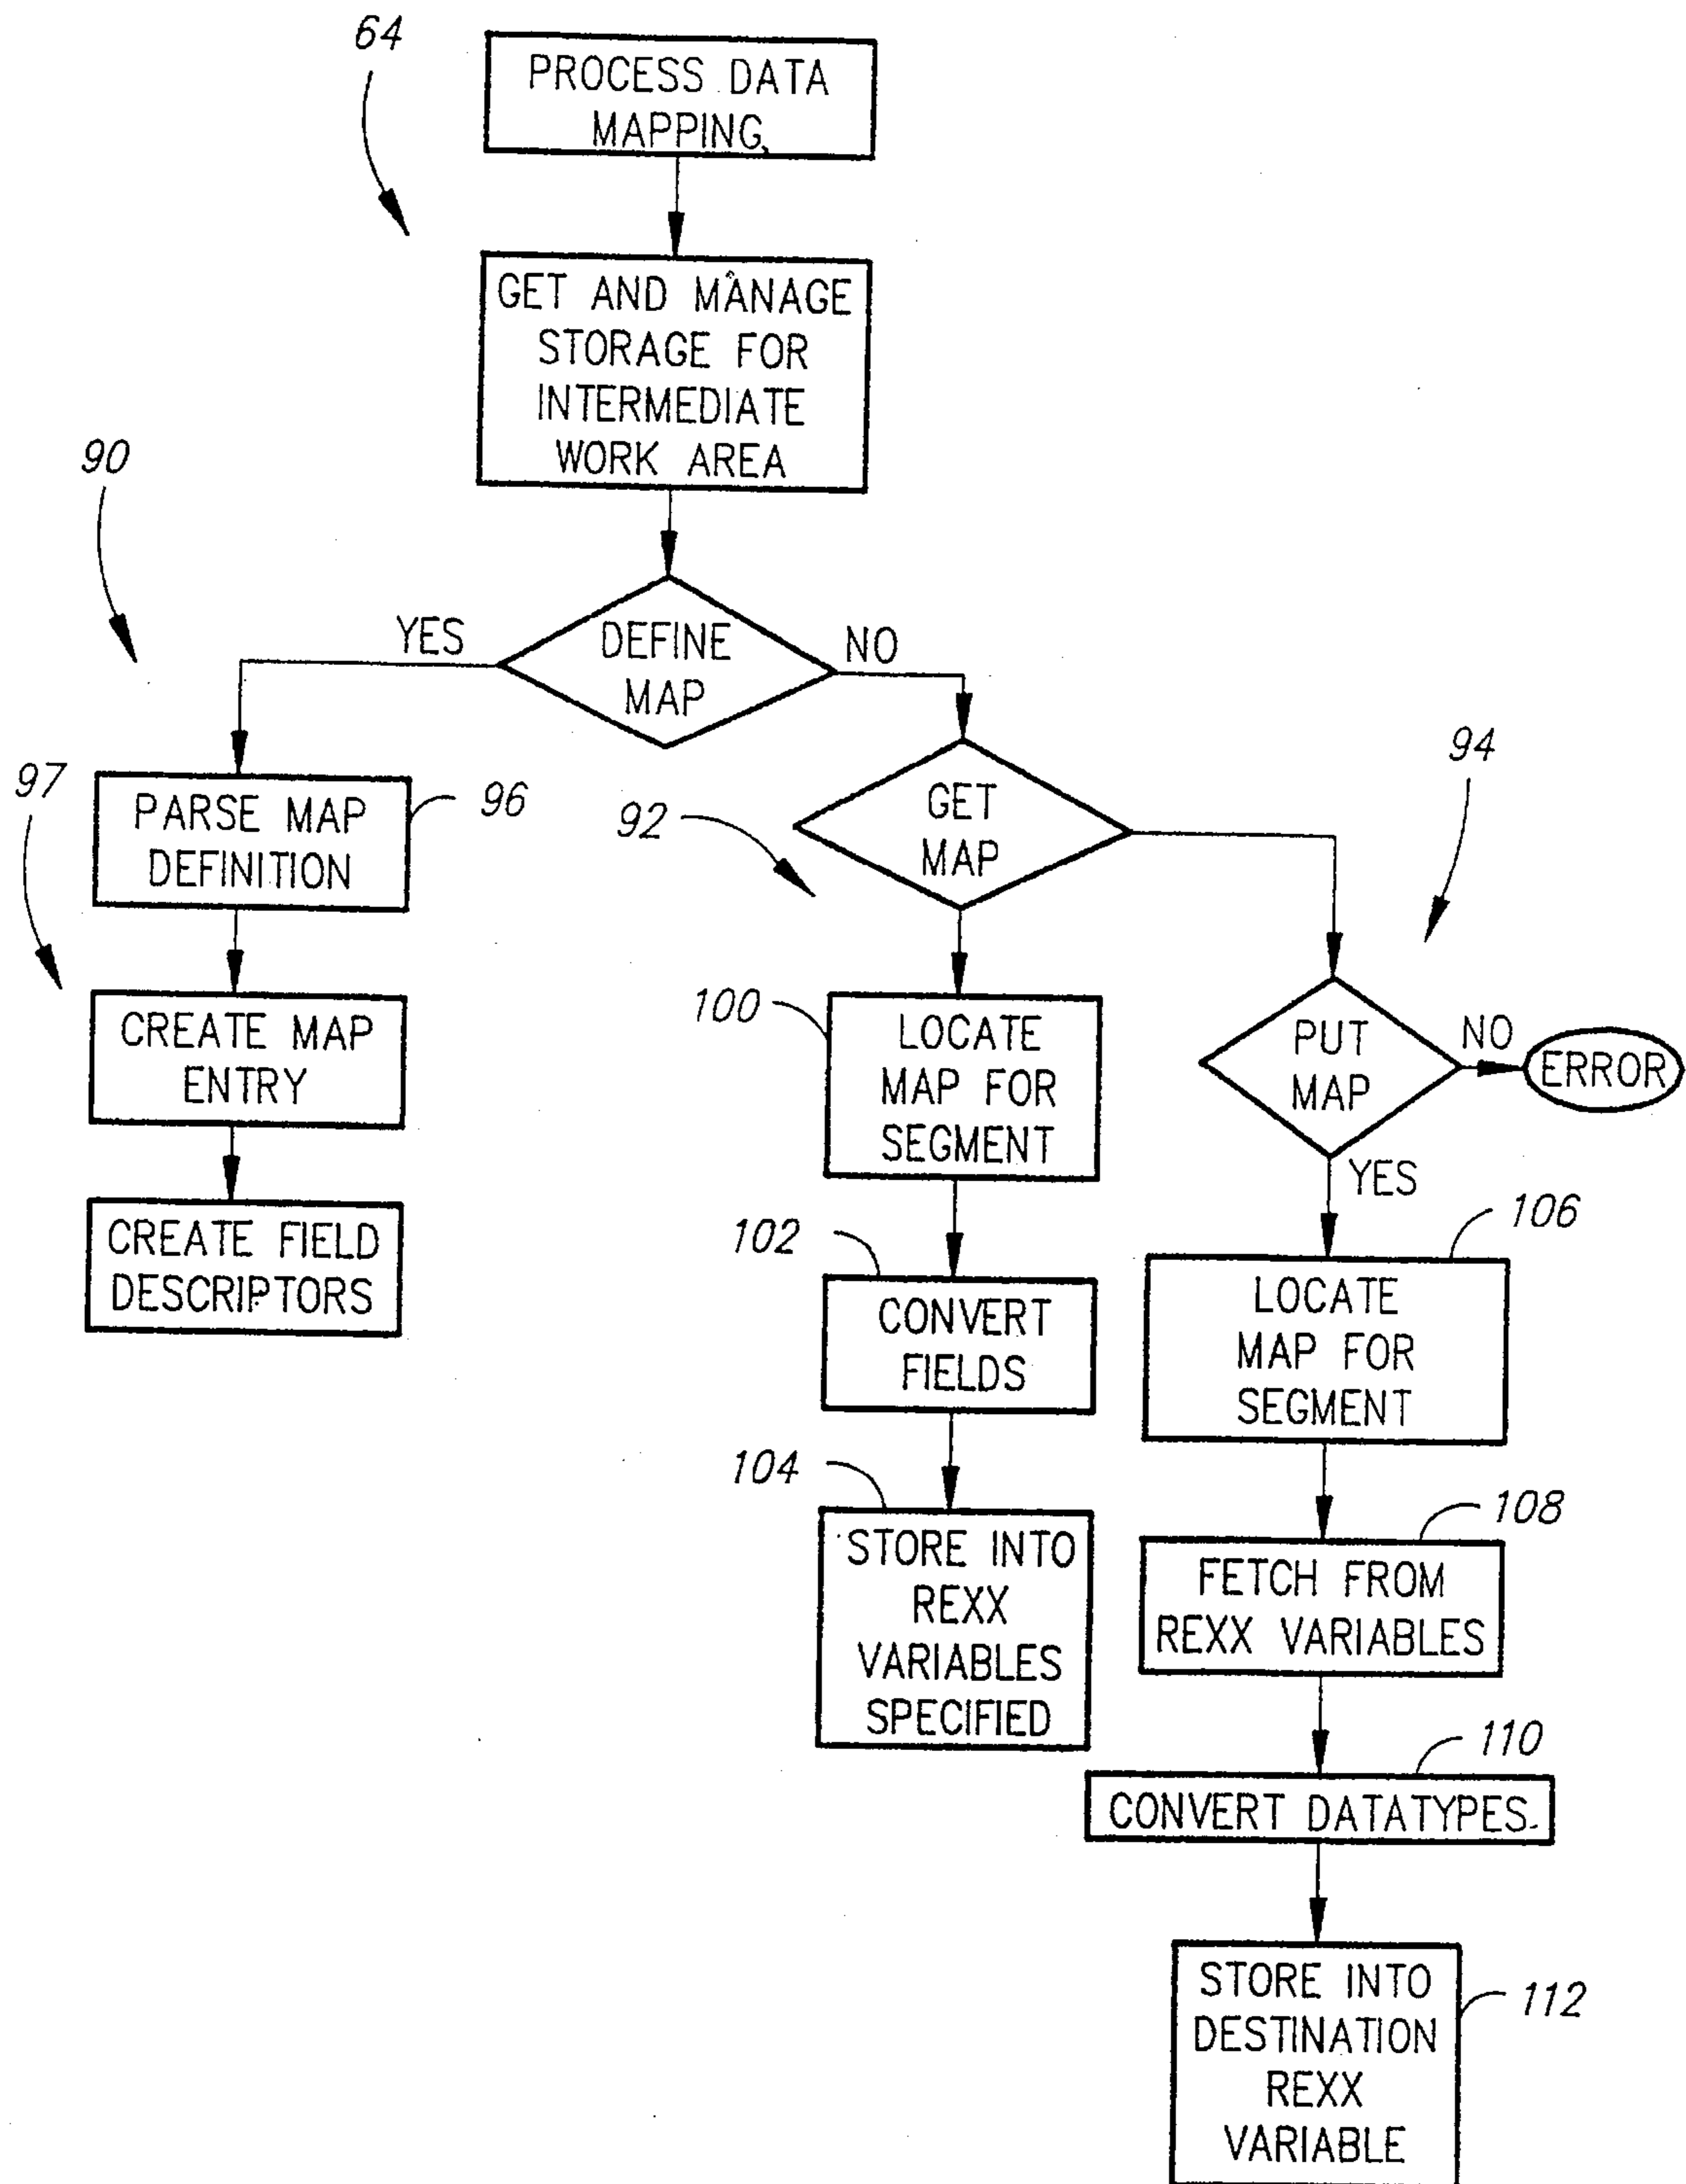 64
PROCESS DATA
MAPPING
GET AND MANAGE
STORAGE FOR
INTERMEDIATE
WORK AREA
90
YES
DEFINE
MAP
NO
97
PARSE MAP
DEFINITION
96
92
GET
MAP
94
CREATE MAP
ENTRY
100
LOCATE
MAP FOR
SEGMENT
PUT
MAP
NO
ERROR
YES
CREATE FIELD
DESCRIPTORS
102
CONVERT
FIELDS
106
LOCATE
MAP FOR
SEGMENT
104
STORE INTO
REXX
VARIABLES
SPECIFIED
108
FETCH FROM
REXX VARIABLES
110
CONVERT DATATYPES
STORE INTO
DESTINATION
REXX
VARIABLE
112